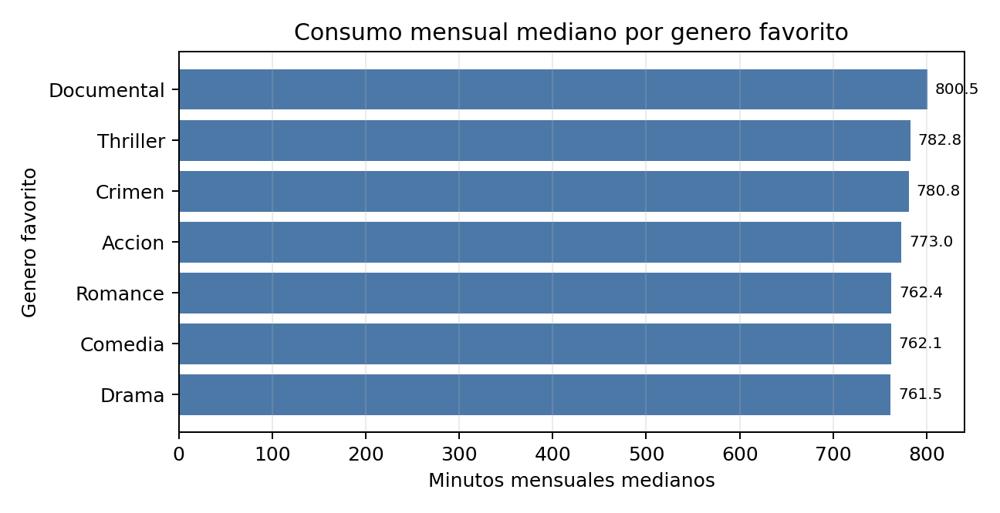 Consumo mensual mediano por genero favorito
Genero favorito
Documental 800.5
Thriller 782.8
Crimen 780.8
Accion 773.0
Romance 762.4
Comedia 762.1
Drama 761.5
0 100 200 300 400 500 600 700 800
Minutos mensuales medianos